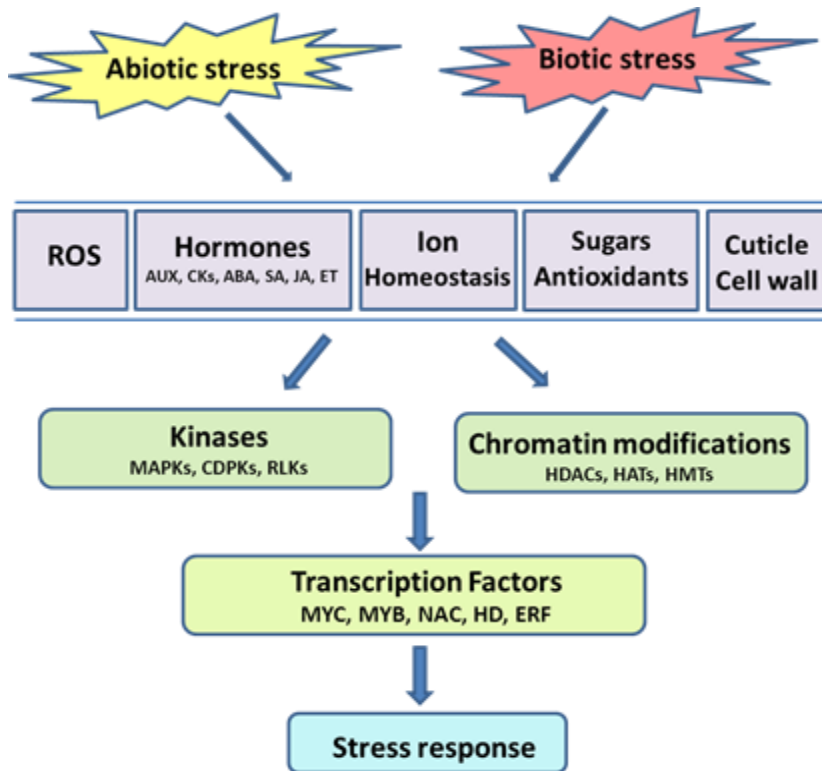 Abiotic stress
Biotic stress
ROS
Hormones
AUX, CKs, ABA, SA, JA, ET
Ion
Homeostasis
Sugars
Antioxidants
Cuticle
Cell wall
Kinases
MAPKs, CDPKs, RLKs
Chromatin modifications
HDACs, HATs, HMTs
Transcription Factors
MYC, MYB, NAC, HD, ERF
Stress response